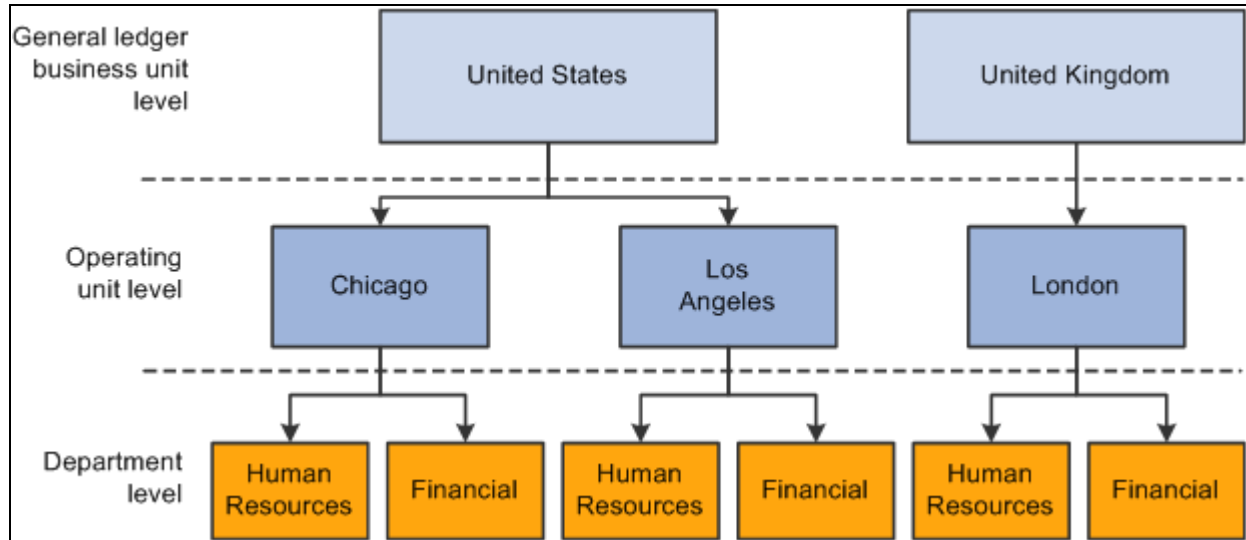 General ledger
business unit
level
United States
United Kingdom
Operating
unit level
Chicago
Los
Angeles
London
Department
level
Human
Resources
Financial
Human
Resources
Financial
Human
Resources
Financial